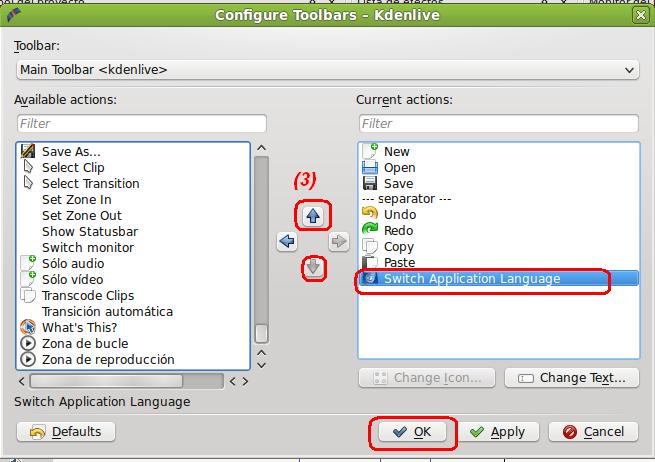 Lista de efectos
Configure Toolbars – Kdenlive
Toolbar:
Main Toolbar <kdenlive>
Available actions:
Filter
Save As...
Select Clip
Select Transition
Set Zone In
Set Zone Out
Show Statusbar
Switch monitor
Sólo audio
Sólo vídeo
Transcode Clips
Transición automática
What's This?
Zona de bucle
Zona de reproducción
(3)
Current actions:
Filter
New
Open
Save
--- separator ---
Undo
Redo
Copy
Paste
Switch Application Language
Change Icon...
Change Text...
Switch Application Language
Defaults
OK
Apply
Cancel